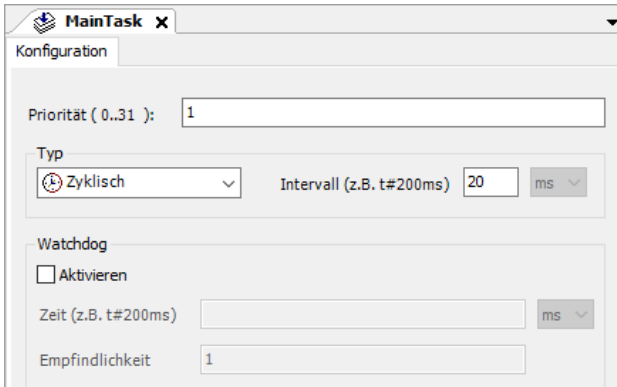 MainTask x
Konfiguration
Priorität ( 0..31 ): 1
Typ
Zyklisch Intervall (z.B. t#200ms) 20 ms
Watchdog
Aktivieren
Zeit (z.B. t#200ms) ms
Empfindlichkeit 1